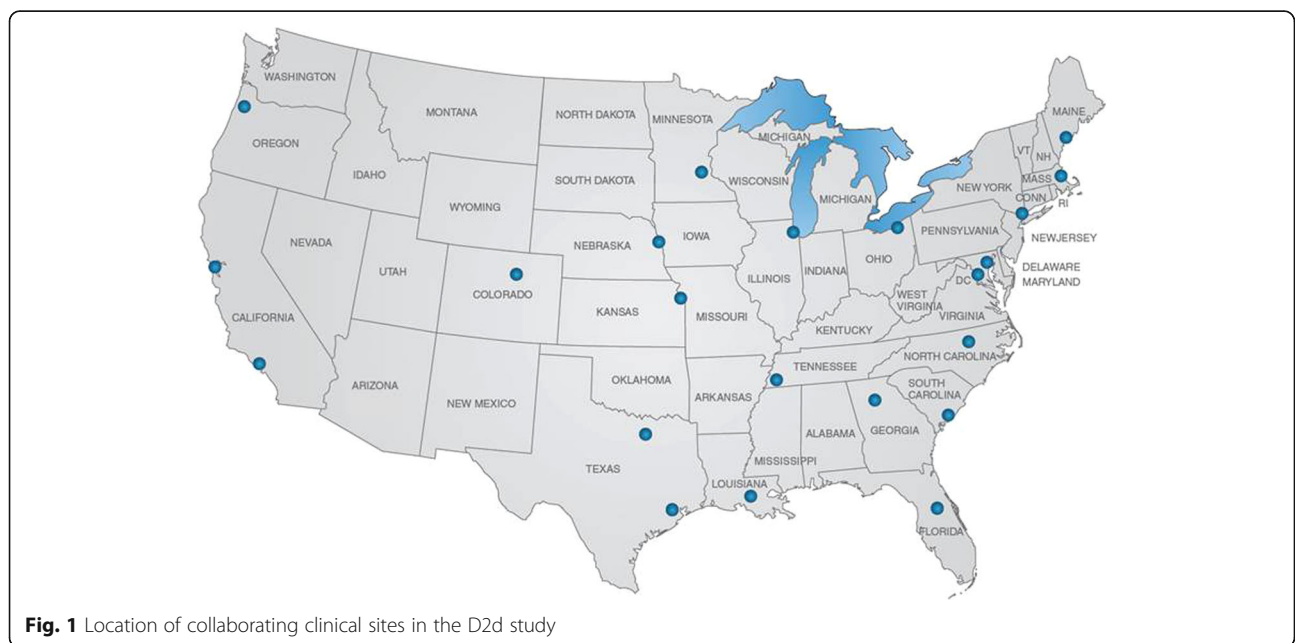 WASHINGTON
MAINE
MONTANA
NORTH DAKOTA
MINNESOTA
MICHIGAN
OREGON
VT
NH
IDAHO
SOUTH DAKOTA
WISCONSIN
MASS
NEW YORK
MICHIGAN
CONN
RI
WYOMING
PENNSYLVANIA
NEWJERSEY
NEVADA
NEBRASKA
IOWA
OHIO
UTAH
ILLINOIS
INDIANA
DELAWARE
DC
MARYLAND
COLORADO
WEST
VIRGINIA
VIRGINIA
CALIFORNIA
KANSAS
MISSOURI
KENTUCKY
NORTH CAROLINA
TENNESSEE
ARIZONA
OKLAHOMA
SOUTH
CAROLINA
NEW MEXICO
ARKANSAS
ALABAMA
GEORGIA
TEXAS
MISSISSIPPI
LOUISIANA
FLORIDA
Fig. 1 Location of collaborating clinical sites in the D2d study